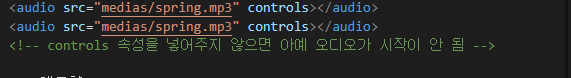 <audio src="medias/spring.mp3" controls></audio>
<audio src="medias/spring.mp3" controls></audio>
<!-- controls 속성을 넣어주지 않으면 아예 오디오가 시작이 안 됨 -->